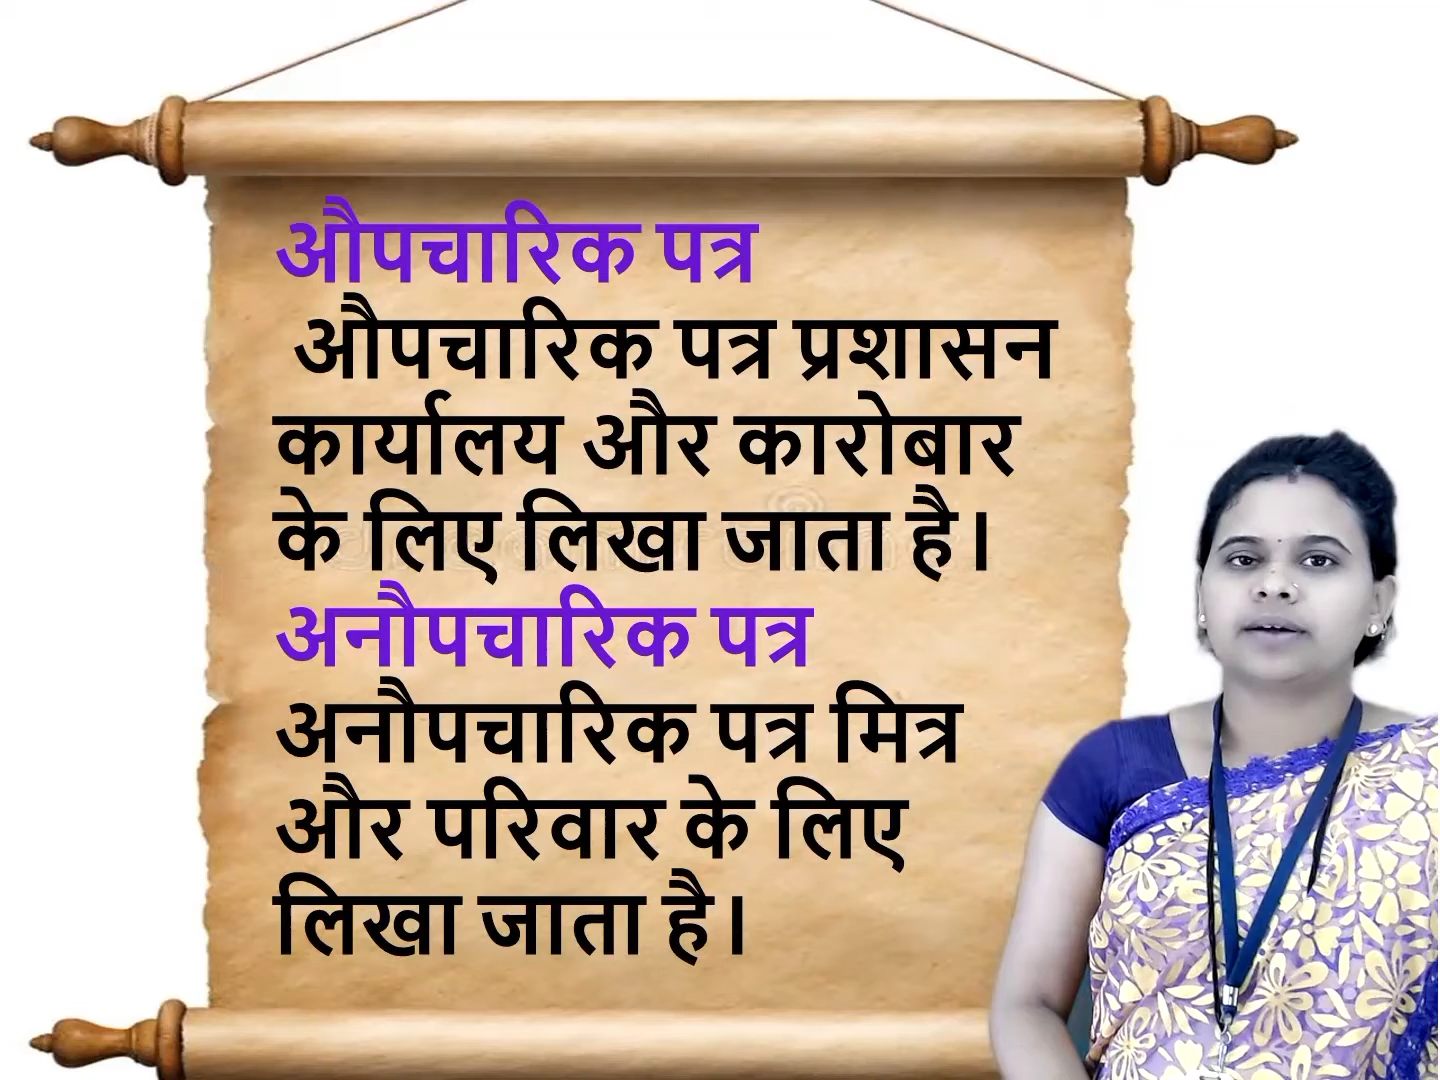 औपचारिक पत्र
औपचारिक पत्र प्रशासन
कार्यालय और कारोबार
के लिए लिखा जाता है।
अनौपचारिक पत्र
अनौपचारिक पत्र मित्र
और परिवार के लिए
लिखा जाता है।